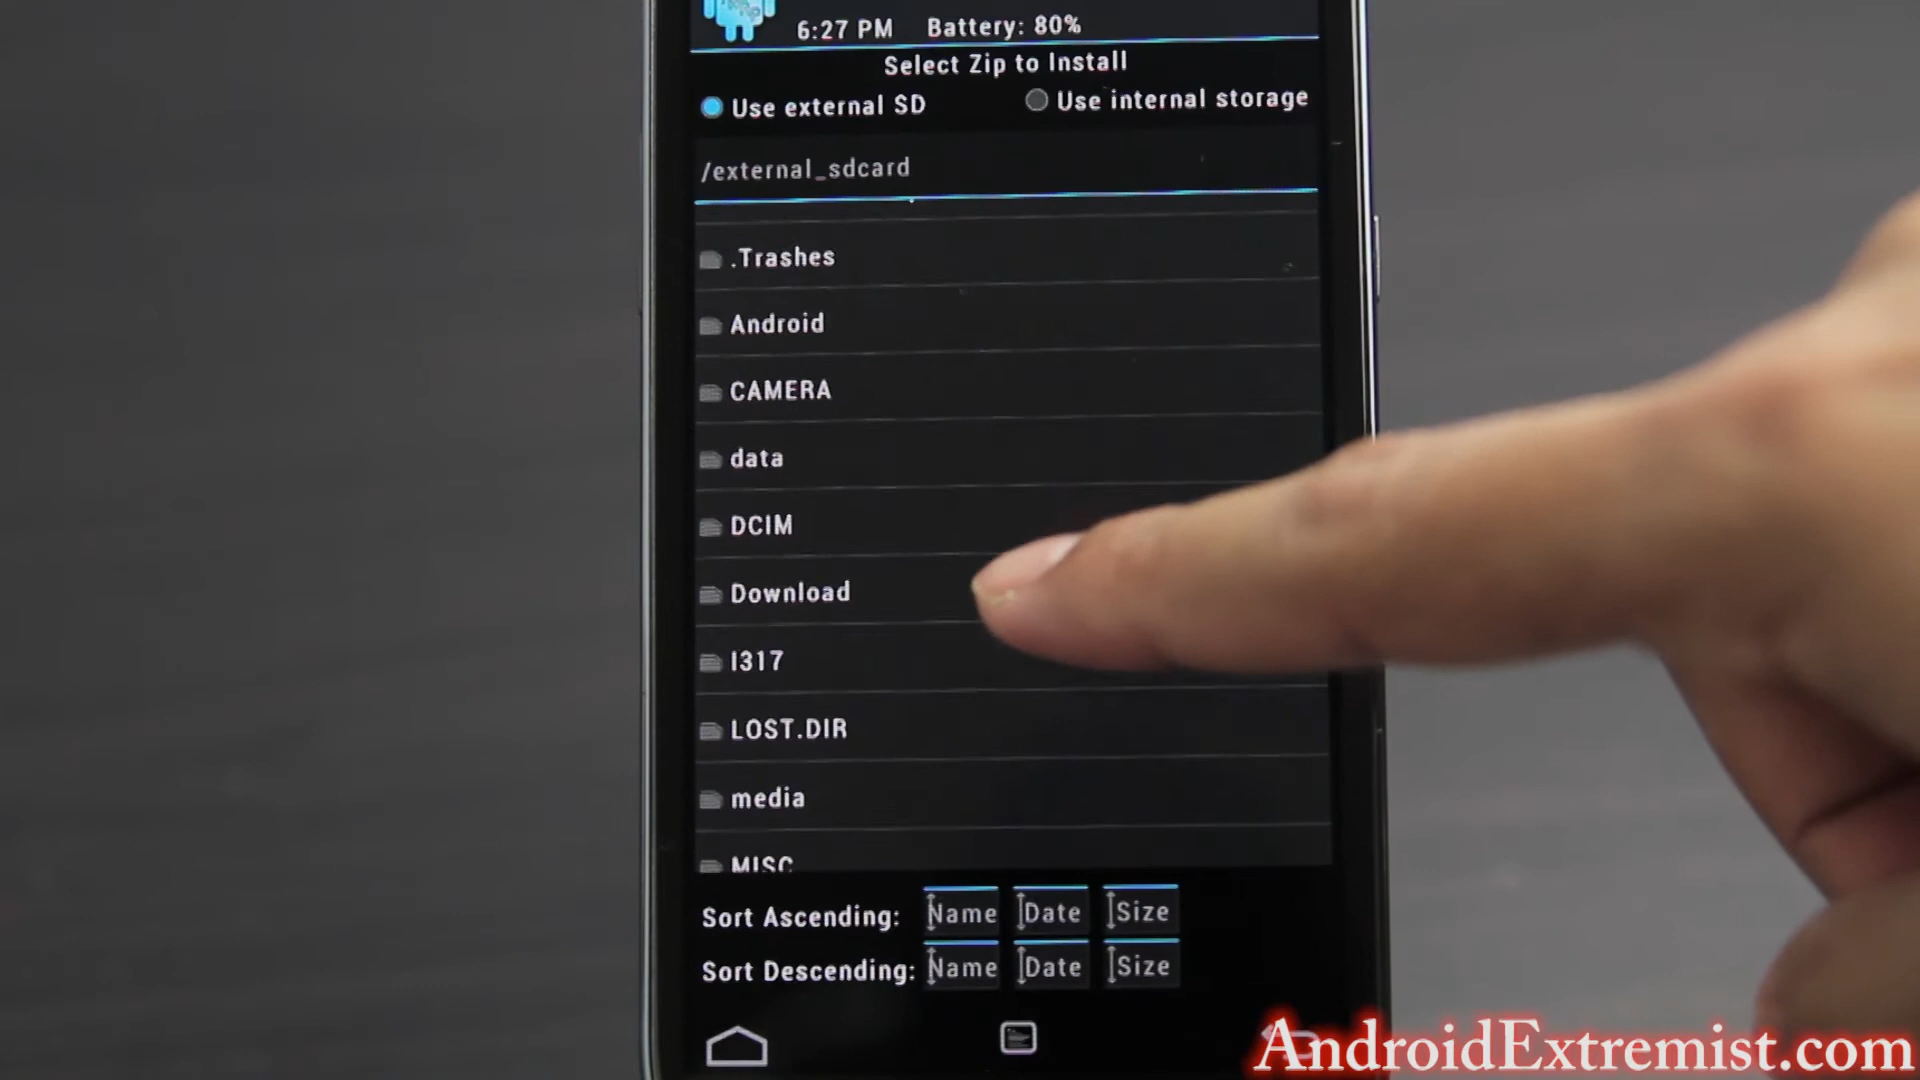 6:27 PM Battery: 80%
Select Zip to Install
Use external SD Use internal storage
/external_sdcard
.Trashes
Android
CAMERA
data
DCIM
Download
I317
LOST.DIR
media
MISC
Sort Ascending: Name Date Size
Sort Descending: Name Date Size
AndroidExtremist.com